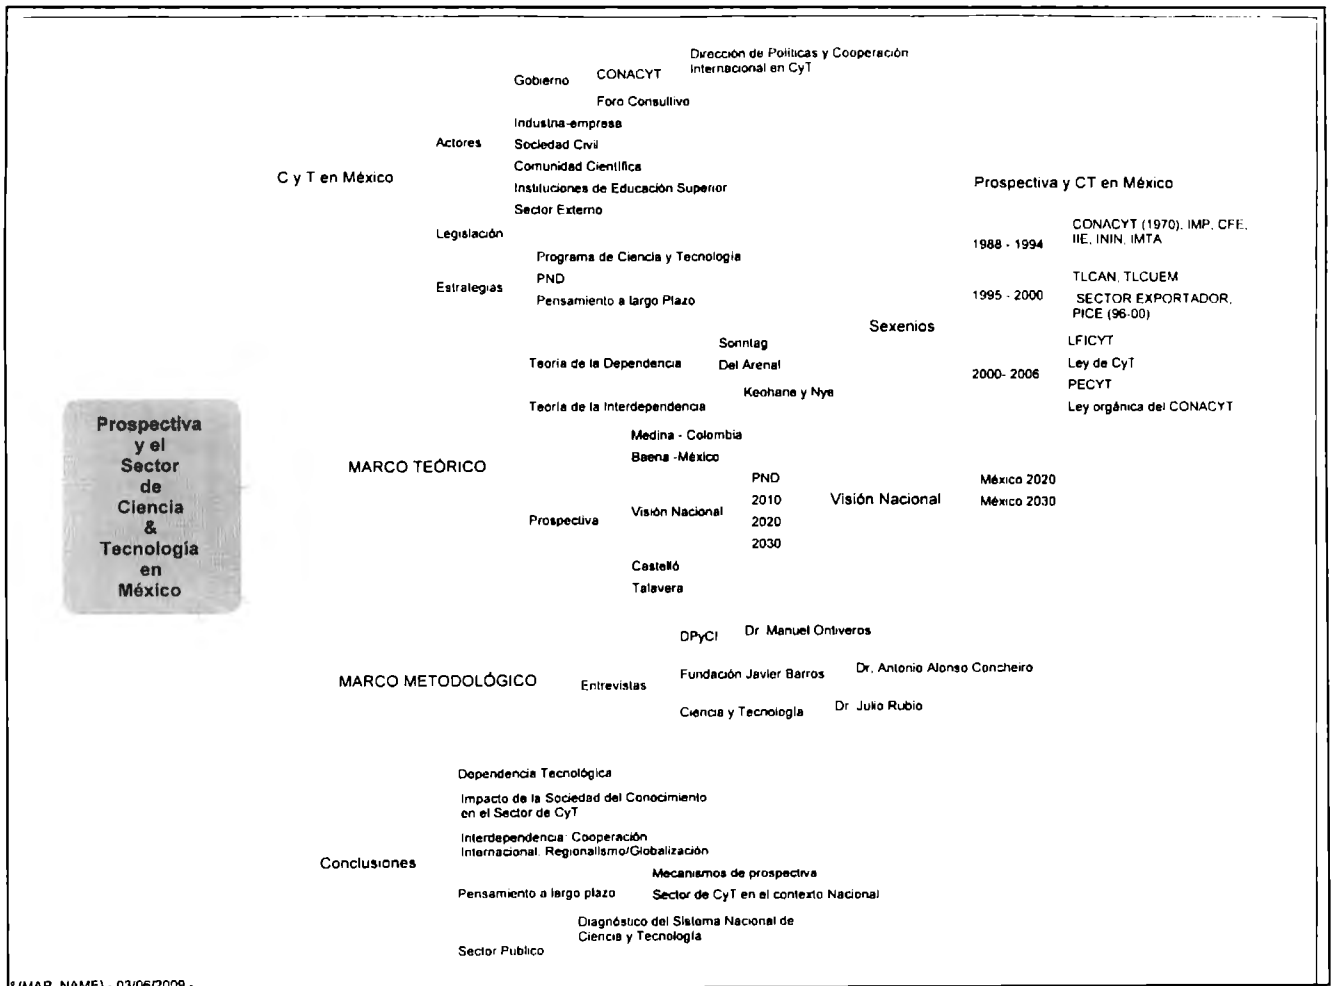 Prospectiva
y el
Sector
de
Ciencia
&
Tecnología
en
México
C y T en México
Actores
Gobierno
CONACYT
Dirección de Políticas y Cooperación
Internacional en CyT
Foro Consultivo
Industria-empresa
Sociedad Civil
Comunidad Científica
Instituciones de Educación Superior
Sector Externo
Legislación
Estrategias
Programa de Ciencia y Tecnología
PND
Pensamiento a largo Plazo
MARCO TEÓRICO
Teoría de la Dependencia
Sonntag
Del Arenal
Teoría de la Interdependencia
Keohane y Nye
Prospectiva
Medina - Colombia
Baena -México
Visión Nacional
PND
2010
2020
2030
Castelló
Talavera
MARCO METODOLÓGICO
Entrevistas
DPyCI
Dr. Manuel Ontiveros
Fundación Javier Barros
Dr. Antonio Alonso Concheiro
Ciencia y Tecnología
Dr. Julio Rubio
Conclusiones
Dependencia Tecnológica
Impacto de la Sociedad del Conocimiento
en el Sector de CyT
Interdependencia: Cooperación
Internacional. Regionalismo/Globalización
Pensamiento a largo plazo
Mecanismos de prospectiva
Sector de CyT en el contexto Nacional
Sector Publico
Diagnóstico del Sistema Nacional de
Ciencia y Tecnología
Prospectiva y CT en México
Sexenios
1988 - 1994
CONACYT (1970), IMP, CFE,
IIE, ININ, IMTA
1995 - 2000
TLCAN, TLCUEM
SECTOR EXPORTADOR,
PICE (96-00)
2000- 2006
LFICYT
Ley de CyT
PECYT
Ley orgánica del CONACYT
Visión Nacional
México 2020
México 2030
(MAP_NAME) - 03/06/2009 -